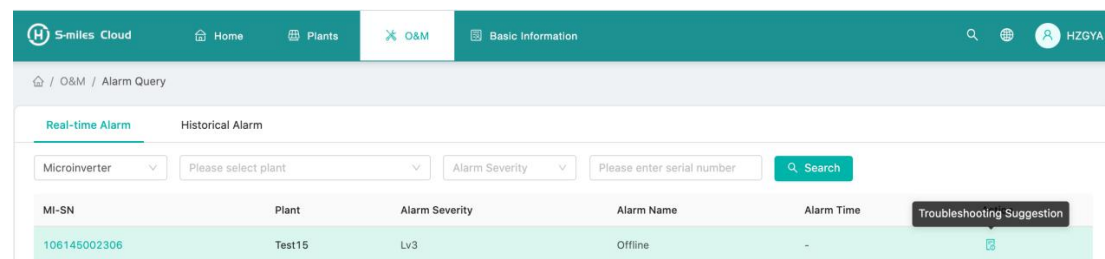 S-miles Cloud Home Plants O&M Basic Information HZGYA
/ O&M / Alarm Query
Real-time Alarm Historical Alarm
Microinverter Please select plant Alarm Severity Please enter serial number Search
MI-SN Plant Alarm Severity Alarm Name Alarm Time Troubleshooting Suggestion
106145002306 Test15 Lv3 Offline -